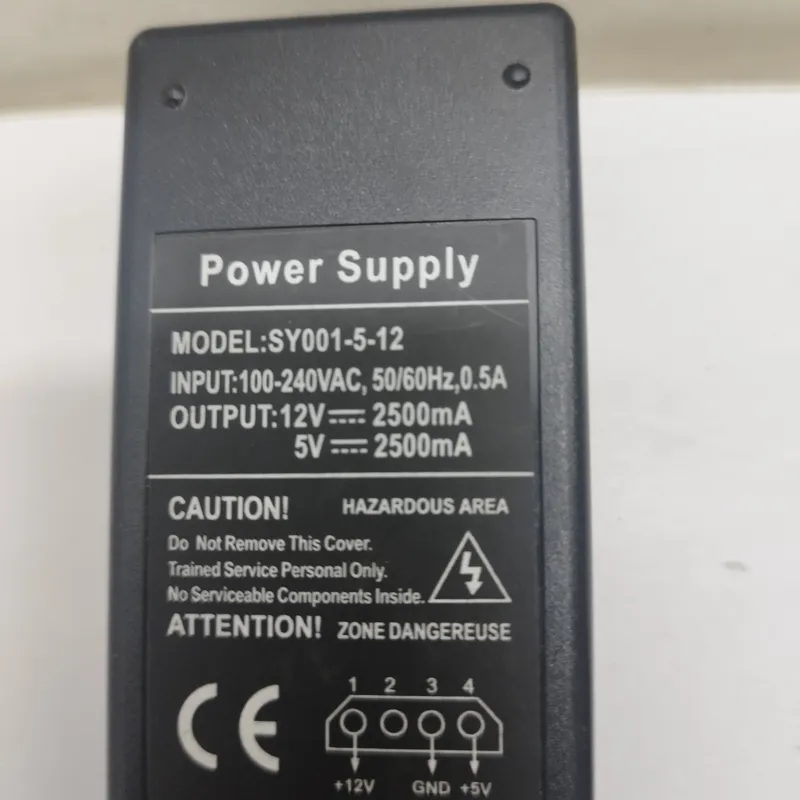 Power Supply
MODEL:SY001-5-12
INPUT:100-240VAC, 50/60Hz,0.5A
OUTPUT:12V⎓2500mA
5V⎓2500mA
CAUTION! HAZARDOUS AREA
Do Not Remove This Cover.
Trained Service Personal Only.
No Serviceable Components Inside.
ATTENTION! ZONE DANGEREUSE
CE
1 2 3 4
+12V GND +5V